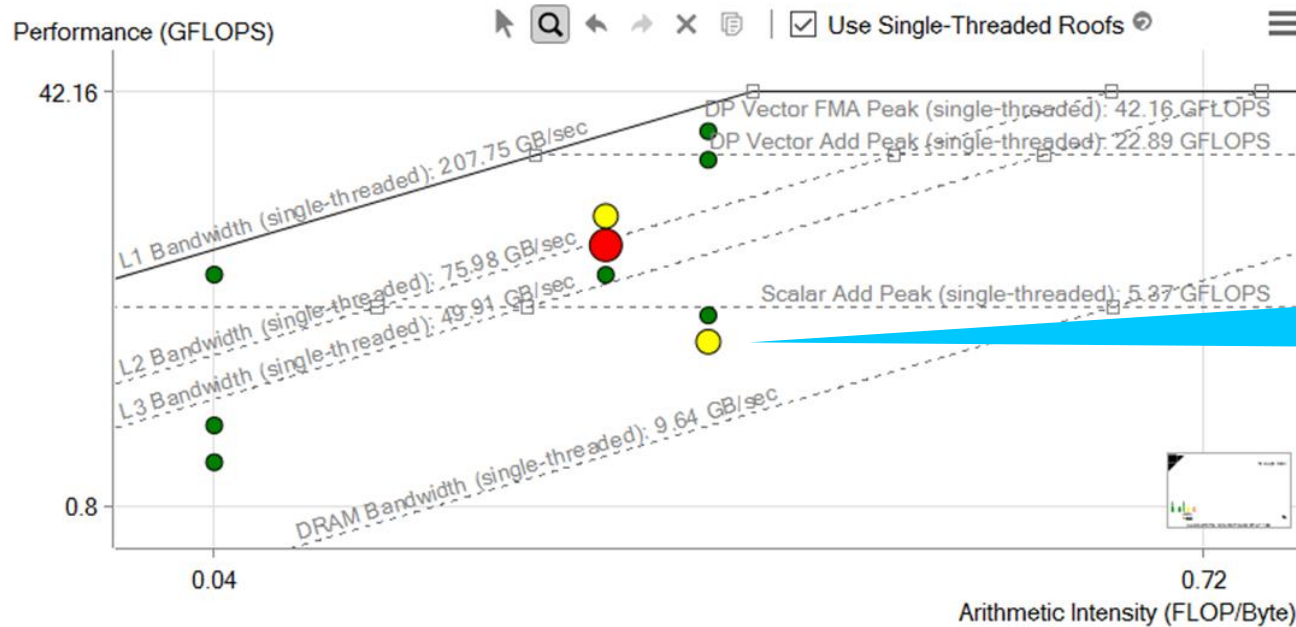 Performance (GFLOPS)
Use Single-Threaded Roofs
42.16
DP Vector FMA Peak (single-threaded): 42.16 GFLOPS
DP Vector Add Peak (single-threaded): 22.89 GFLOPS
L1 Bandwidth (single-threaded): 207.75 GB/sec
L2 Bandwidth (single-threaded): 75.98 GB/sec
Scalar Add Peak (single-threaded): 5.37 GFLOPS
L3 Bandwidth (single-threaded): 49.91 GB/sec
DRAM Bandwidth (single-threaded): 9.64 GB/sec
0.8
0.04
0.72
Arithmetic Intensity (FLOP/Byte)